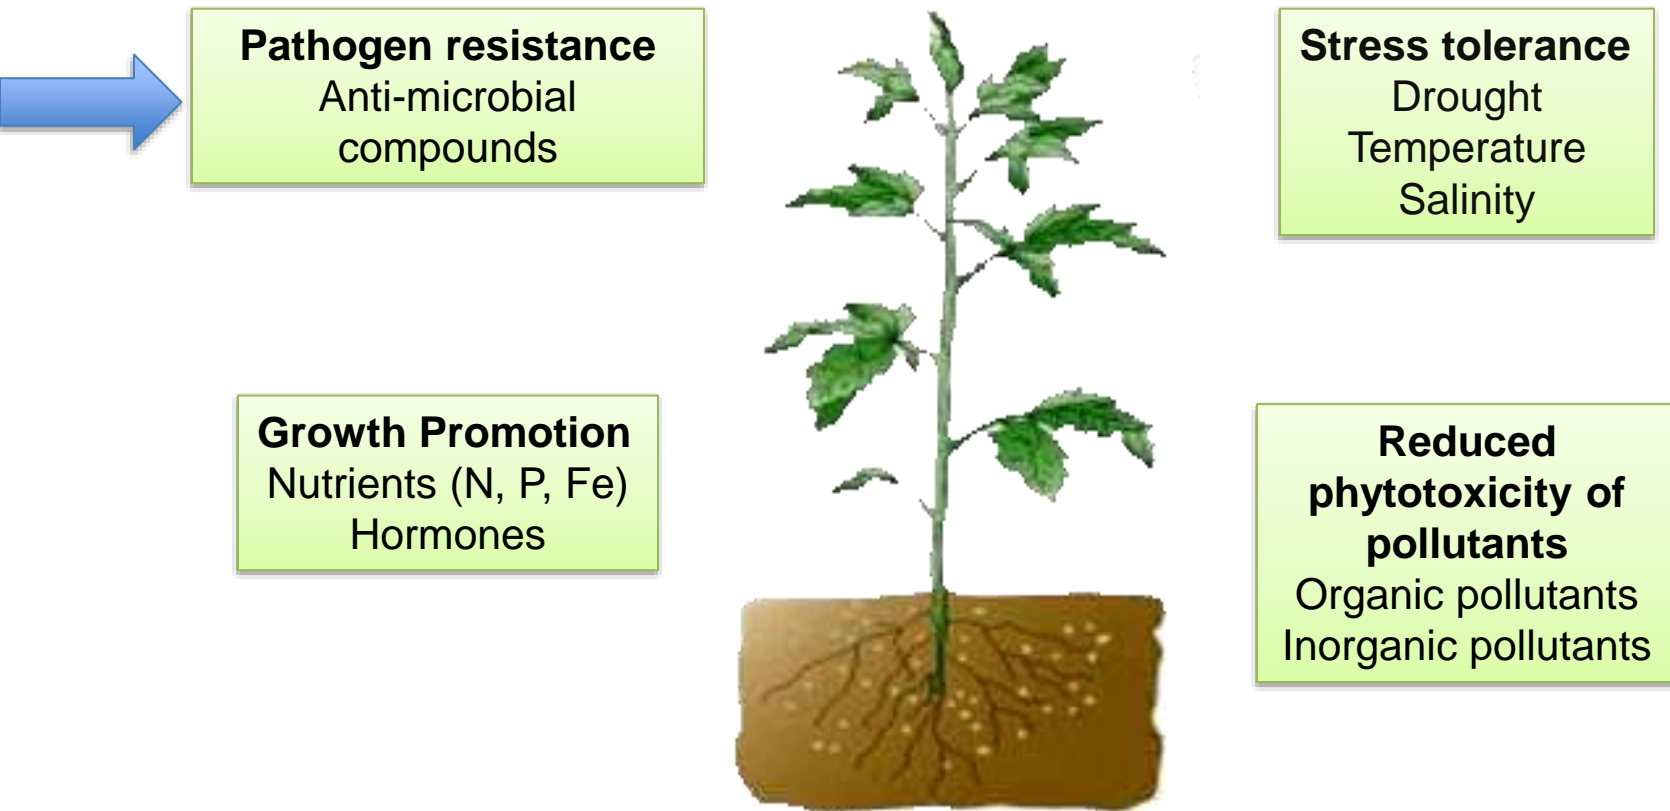 Pathogen resistance
Anti-microbial
compounds
Stress tolerance
Drought
Temperature
Salinity
Growth Promotion
Nutrients (N, P, Fe)
Hormones
Reduced
phytotoxicity of
pollutants
Organic pollutants
Inorganic pollutants